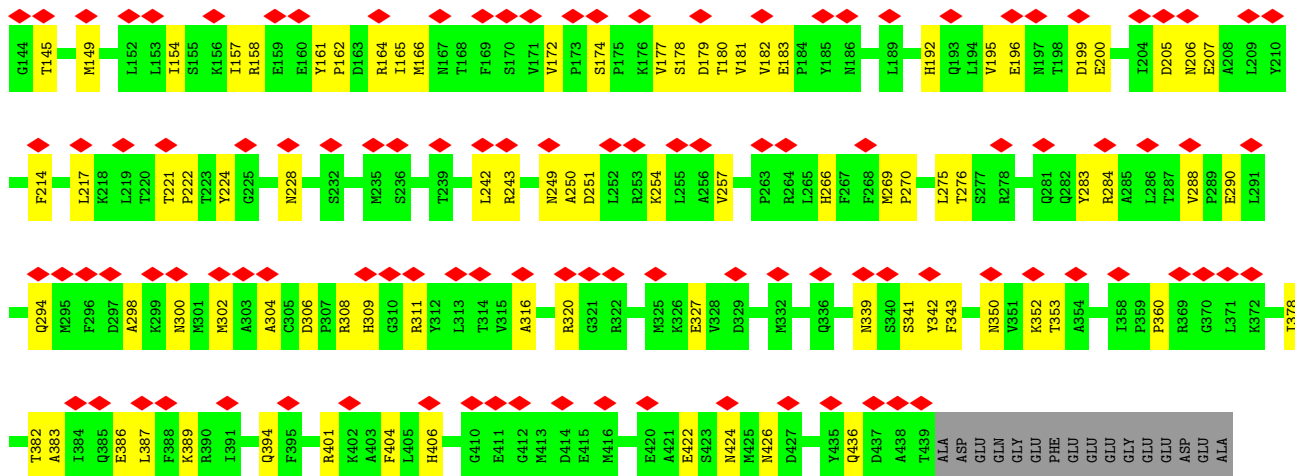 G144 T145 M149 L152 L153 I154 S155 K156 I157 R158 E159 E160 Y161 P162 D163 R164 I165 M166 N167 T168 F169 S170 V171 V172 P173 S174 P175 K176 V177 S178 D179 T180 V181 V182 E183 P184 Y185 N186 L189 H192 Q193 L194 V195 E196 N197 T198 D199 E200 I204 D205 N206 E207 A208 L209 Y210
F214 L217 K218 L219 T220 T221 P222 T223 Y224 G225 N228 S232 M235 S236 T239 L242 R243 N249 A250 D251 L252 R253 K254 L255 A256 V257 P263 R264 L265 H266 F267 F268 M269 P270 L275 T276 S277 R278 Q281 Q282 Y283 R284 A285 L286 T287 V288 P289 E290 L291
Q294 M295 F296 D297 A298 K299 N300 M301 M302 A303 A304 C305 D306 P307 R308 H309 G310 R311 Y312 L313 T314 V315 A316 R320 G321 R322 M325 K326 E327 V328 D329 M332 Q336 N339 S340 S341 Y342 F343 N350 V351 K352 T353 A354 I358 P359 P360 R369 G370 L371 K372 I378
T382 A383 I384 Q385 E386 L387 F388 K389 R390 I391 Q394 F395 R401 K402 A403 F404 L405 H406 G410 E411 G412 M413 D414 E415 M416 E420 A421 E422 S423 N424 M425 N426 D427 Y435 Q436 D437 A438 T439 ALA ASP GLU GLN GLY GLU PHE GLU GLU GLU GLY GLU GLU ASP GLU ALA